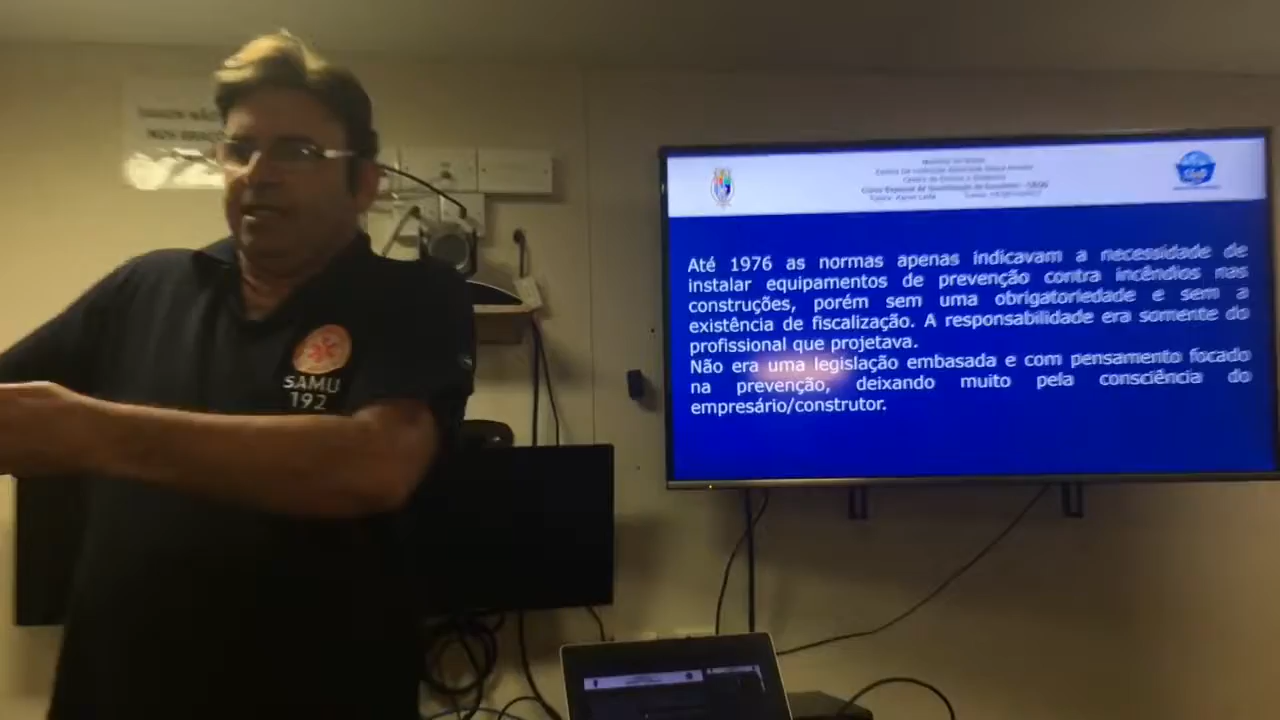 SAMU
192
Até 1976 as normas apenas indicavam a necessidade de
instalar equipamentos de prevenção contra incêndios nas
construções, porém sem uma obrigatoriedade e sem a
existência de fiscalização. A responsabilidade era somente do
profissional que projetava.
Não era uma legislação embasada e com pensamento focado
na prevenção, deixando muito pela consciência do
empresário/construtor.